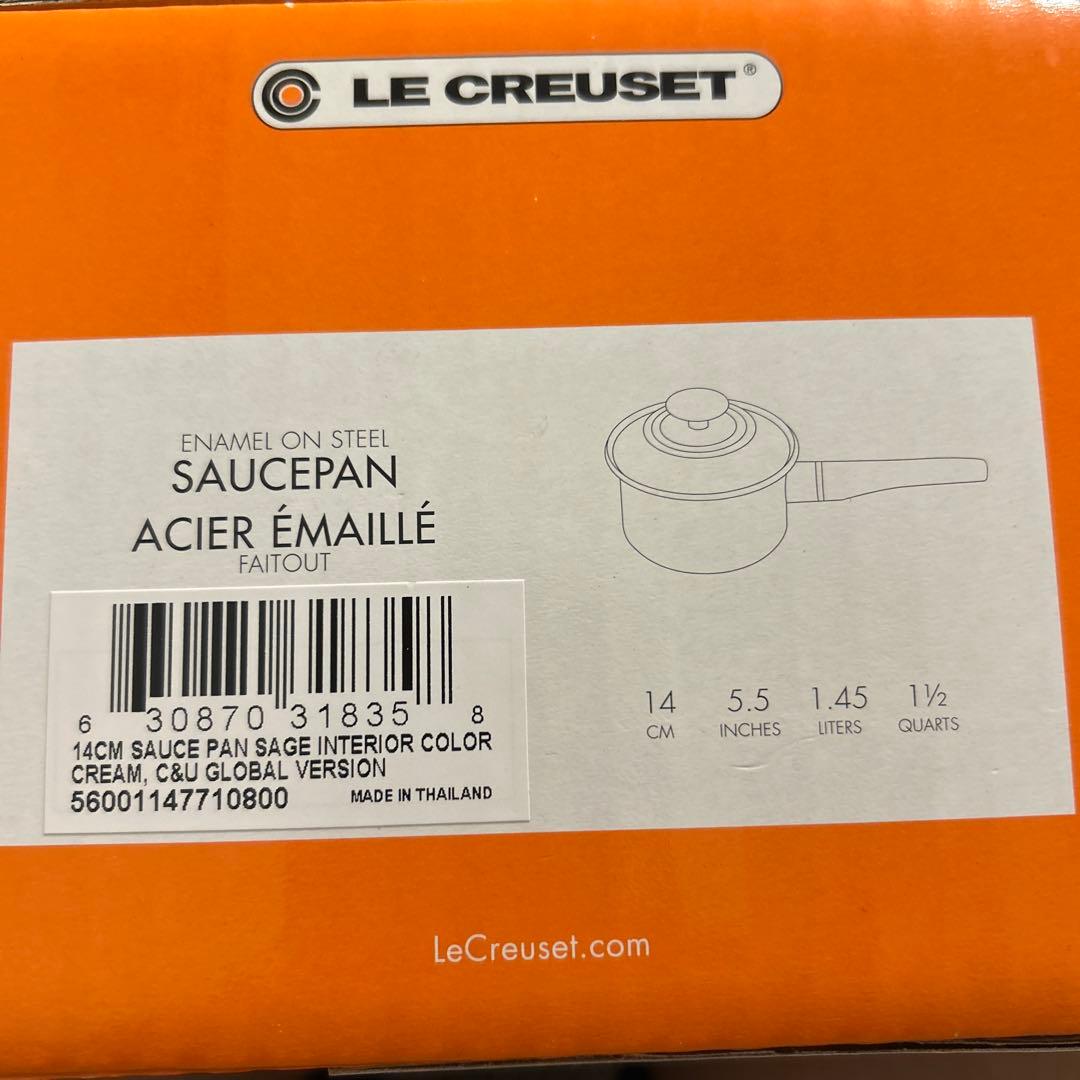 LE CREUSET®
ENAMEL ON STEEL
SAUCEPAN
ACIER ÉMAILLÉ
FAITOUT
6 30870 31835 8
14CM SAUCE PAN SAGE INTERIOR COLOR
CREAM, C&U GLOBAL VERSION
56001147710800 MADE IN THAILAND
14 5.5 1.45 1½
CM INCHES LITERS QUARTS
LeCreuset.com